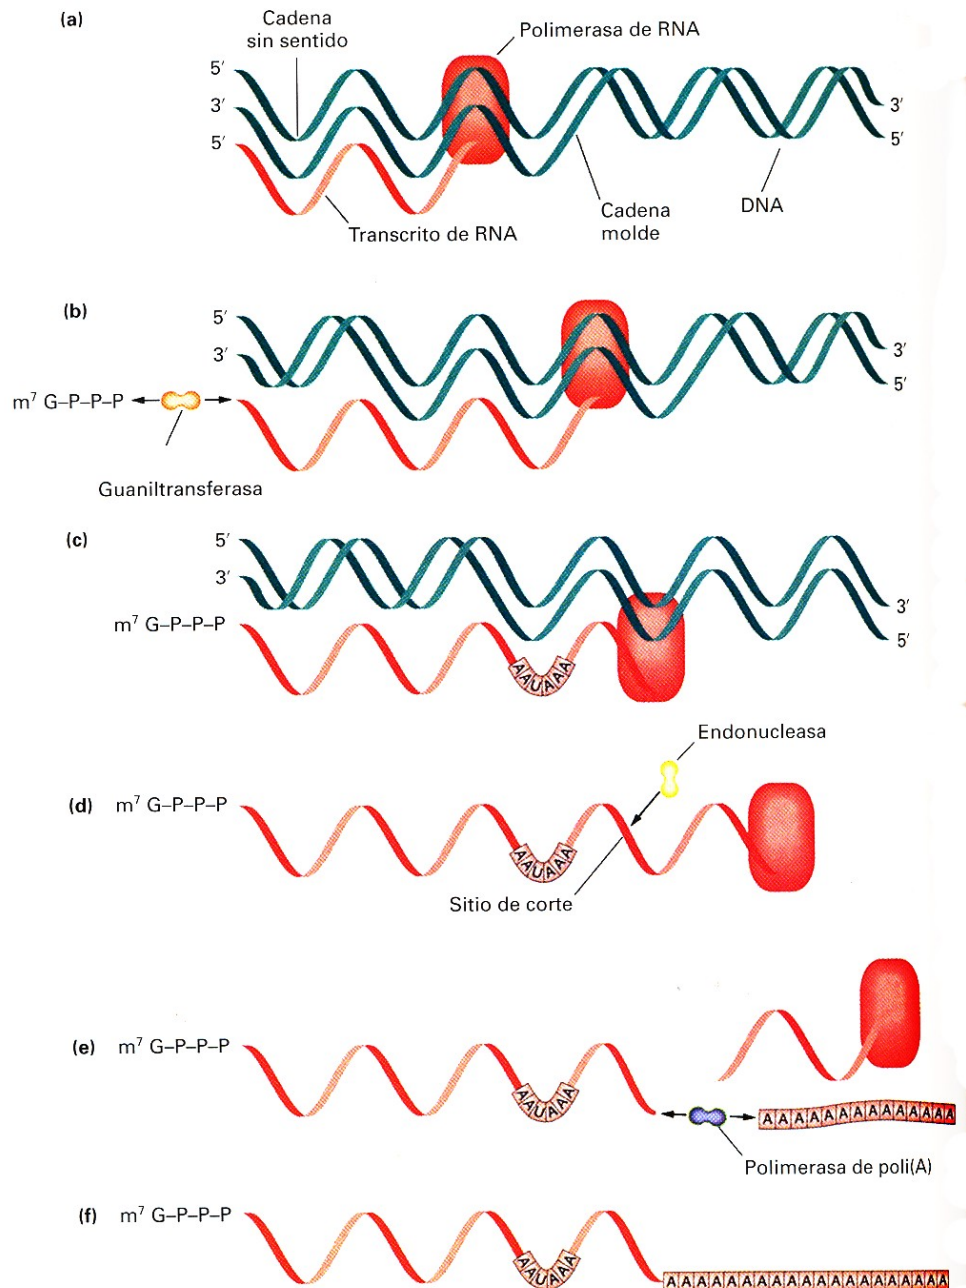 (a)
Cadena
sin sentido
Polimerasa de RNA
5′
3′
5′
3′
5′
Transcrito de RNA
Cadena
molde
DNA
(b)
5′
3′
3′
5′
m⁷ G–P–P–P
Guaniltransferasa
(c)
5′
3′
m⁷ G–P–P–P
AAUAAA
3′
5′
Endonucleasa
(d)
m⁷ G–P–P–P
AAUAAA
Sitio de corte
(e)
m⁷ G–P–P–P
AAUAAA
AAAAAAAAAAAAA
Polimerasa de poli(A)
(f)
m⁷ G–P–P–P
AAUAAA
AAAAAAAAAAAAAAAAAA